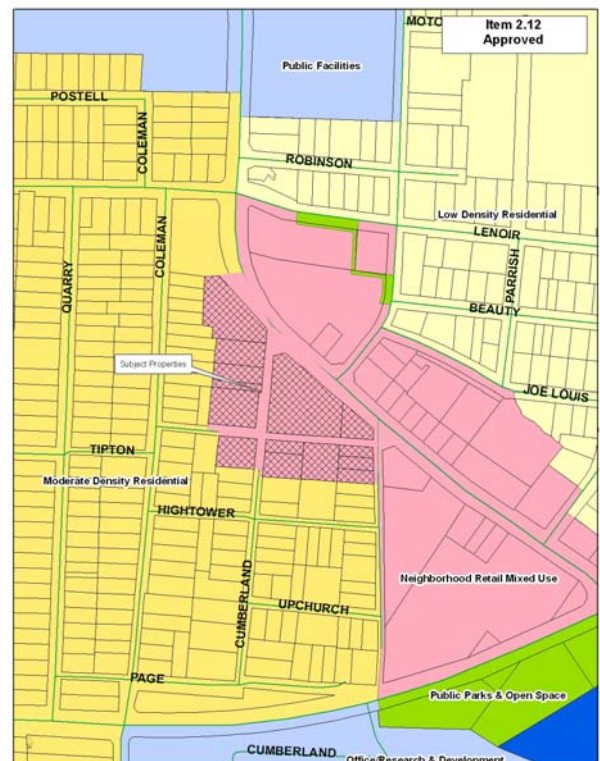 MOTO
Item 2.12
Approved
Public Facilities
POSTELL
COLEMAN
ROBINSON
Low Density Residential
LENOIR
PARRISH
COLEMAN
QUARRY
BEAUTY
Subject Properties
JOE LOUIS
TIPTON
Moderate Density Residential
HIGHTOWER
Neighborhood Retail Mixed Use
CUMBERLAND
UPCHURCH
PAGE
Public Parks & Open Space
CUMBERLAND
Office/Research & Development